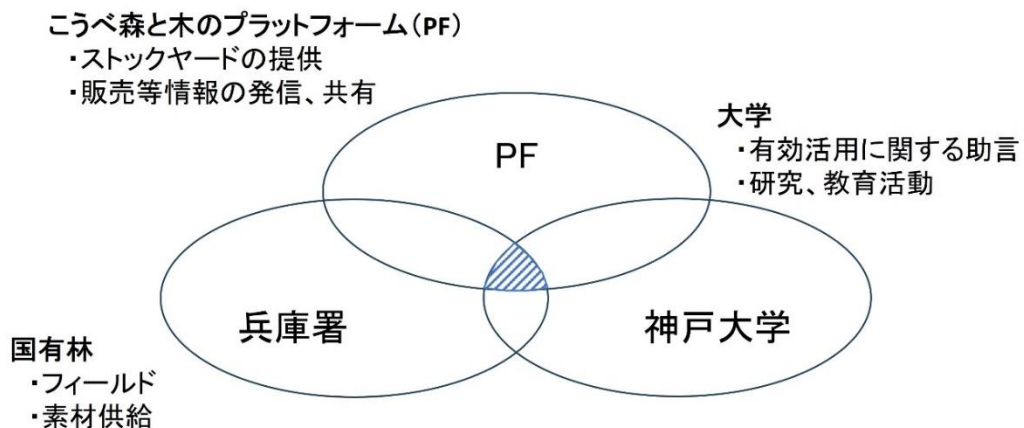 こうべ森と木のプラットフォーム（PF）
・ストックヤードの提供
・販売等情報の発信、共有
大学
・有効活用に関する助言
・研究、教育活動
PF
兵庫署
神戸大学
国有林
・フィールド
・素材供給